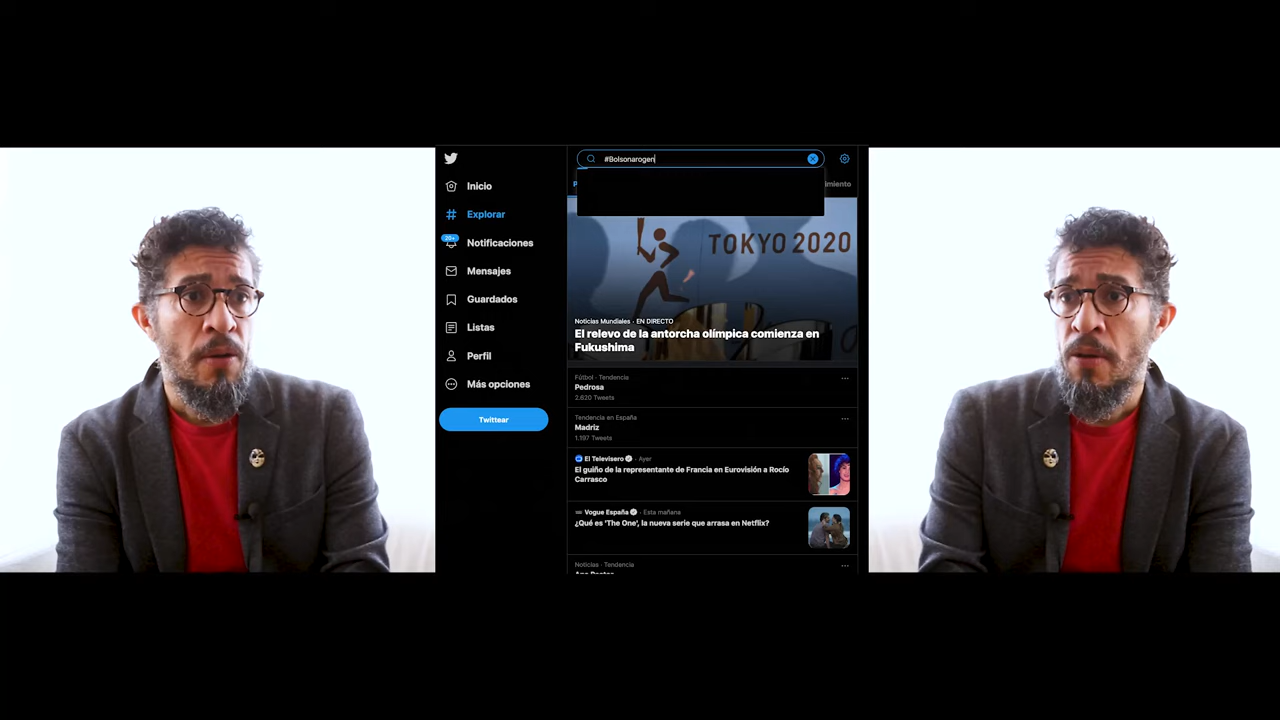 #Bolsonarogen
Inicio
Explorar
20+
Notificaciones
Mensajes
Guardados
Listas
Perfil
Más opciones
Twittear
P
imiento
TOKYO 2020
Noticias Mundiales · EN DIRECTO
El relevo de la antorcha olímpica comienza en
Fukushima
Fútbol · Tendencia
Pedrosa
2.620 Tweets
Tendencia en España
Madriz
1.197 Tweets
El Televisero · Ayer
El guiño de la representante de Francia en Eurovisión a Rocío
Carrasco
Vogue España · Esta mañana
¿Qué es 'The One', la nueva serie que arrasa en Netflix?
Noticias · Tendencia